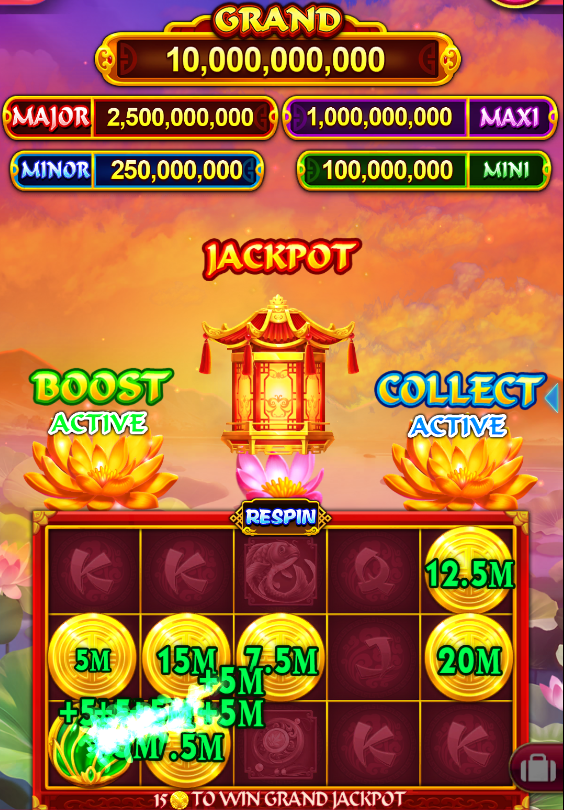 GRAND
10,000,000,000
MAJOR 2,500,000,000
1,000,000,000 MAXI
MINOR 250,000,000
100,000,000 MINI
JACKPOT
BOOST
ACTIVE
COLLECT
ACTIVE
RESPIN
K K Q 12.5M
5M 15M 7.5M J 20M
+5M
+5M
7.5M
K K
15 TO WIN GRAND JACKPOT